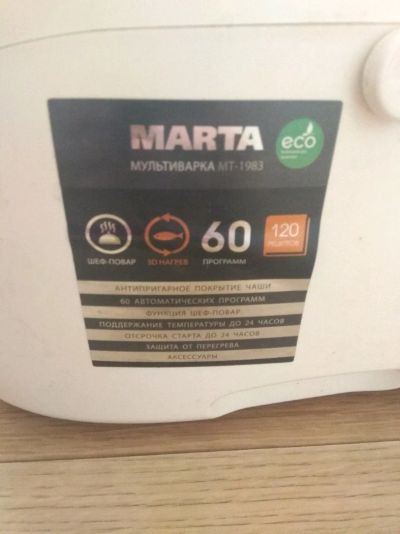 MARTA
eco
МУЛЬТИВАРКА МТ-1983
ШЕФ-ПОВАР
3D НАГРЕВ
60
ПРОГРАММ
120
РЕЦЕПТОВ
АНТИПРИГАРНОЕ ПОКРЫТИЕ ЧАШИ
60 АВТОМАТИЧЕСКИХ ПРОГРАММ
ФУНКЦИЯ ШЕФ-ПОВАР
ПОДДЕРЖАНИЕ ТЕМПЕРАТУРЫ ДО 24 ЧАСОВ
ОТСРОЧКА СТАРТА ДО 24 ЧАСОВ
ЗАЩИТА ОТ ПЕРЕГРЕВА
АКСЕССУАРЫ